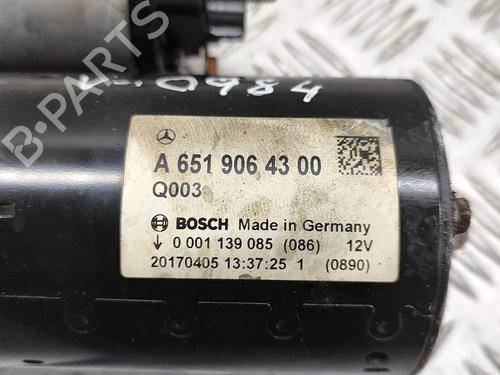 B-PARTS
0984
A 651 906 43 00
Q003
BOSCH Made in Germany
↓ 0 001 139 085 (086) 12V
20170405 13:37:25 1 (0890)